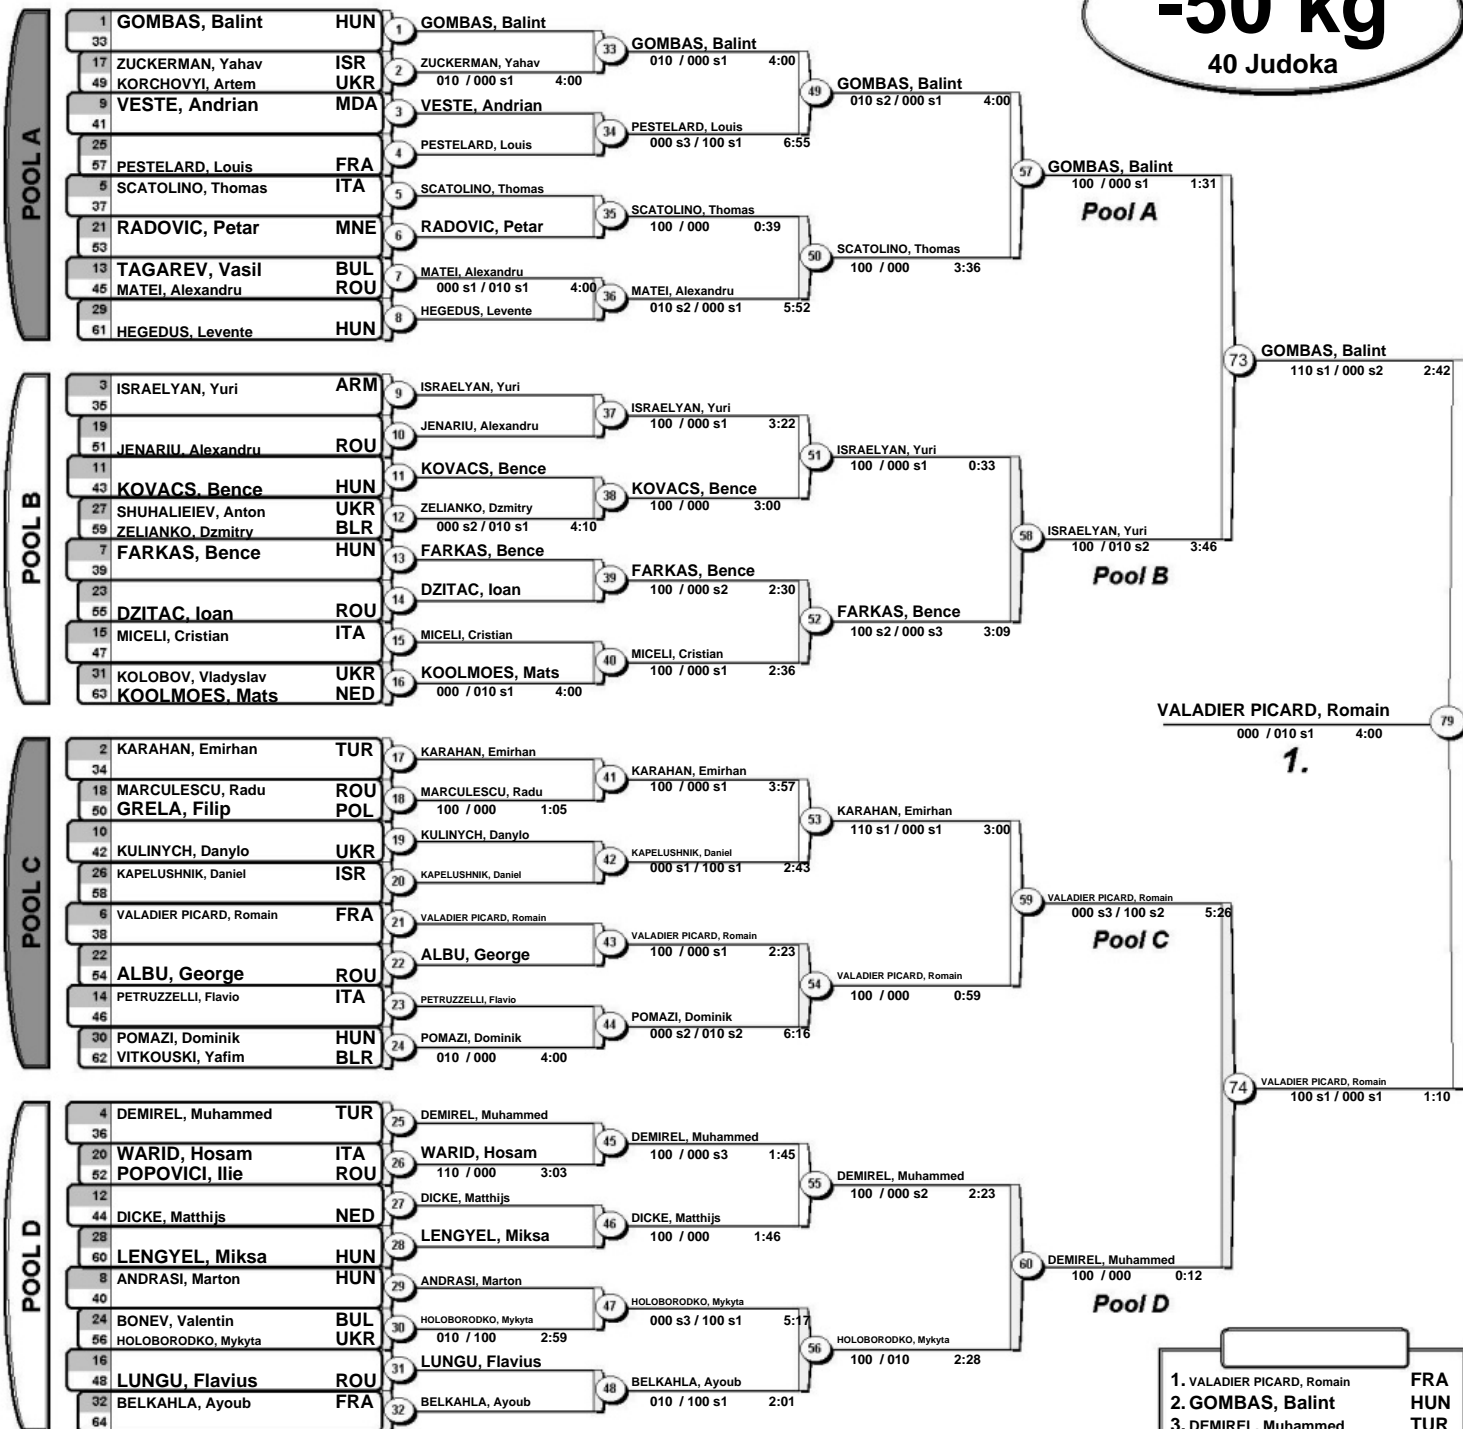 -50 kg
40 Judoka
POOL A
1 GOMBAS, Balint HUN
33
17 ZUCKERMAN, Yahav ISR
49 KORCHOVYI, Artem UKR
9 VESTE, Andrian MDA
41
25
57 PESTELARD, Louis FRA
5 SCATOLINO, Thomas ITA
37
21 RADOVIC, Petar MNE
53
13 TAGAREV, Vasil BUL
45 MATEI, Alexandru ROU
29
61 HEGEDUS, Levente HUN
1 GOMBAS, Balint
2 ZUCKERMAN, Yahav
010 / 000 s1 4:00
3 VESTE, Andrian
4 PESTELARD, Louis
5 SCATOLINO, Thomas
6 RADOVIC, Petar
7 MATEI, Alexandru
000 s1 / 010 s1 4:00
8 HEGEDUS, Levente
33 GOMBAS, Balint
010 / 000 s1 4:00
34 PESTELARD, Louis
000 s3 / 100 s1 6:55
35 SCATOLINO, Thomas
100 / 000 0:39
36 MATEI, Alexandru
010 s2 / 000 s1 5:52
49 GOMBAS, Balint
010 s2 / 000 s1 4:00
50 SCATOLINO, Thomas
100 / 000 3:36
57 GOMBAS, Balint
100 / 000 s1 1:31
Pool A
POOL B
3 ISRAELYAN, Yuri ARM
35
19
51 JENARIU, Alexandru ROU
11
43 KOVACS, Bence HUN
27 SHUHALIEIEV, Anton UKR
59 ZELIANKO, Dzmitry BLR
7 FARKAS, Bence HUN
39
23
55 DZITAC, Ioan ROU
15 MICELI, Cristian ITA
47
31 KOLOBOV, Vladyslav UKR
63 KOOLMOES, Mats NED
9 ISRAELYAN, Yuri
10 JENARIU, Alexandru
11 KOVACS, Bence
12 ZELIANKO, Dzmitry
000 s2 / 010 s1 4:10
13 FARKAS, Bence
14 DZITAC, Ioan
15 MICELI, Cristian
16 KOOLMOES, Mats
000 / 010 s1 4:00
37 ISRAELYAN, Yuri
100 / 000 s1 3:22
38 KOVACS, Bence
100 / 000 3:00
39 FARKAS, Bence
100 / 000 s2 2:30
40 MICELI, Cristian
100 / 000 s1 2:36
51 ISRAELYAN, Yuri
100 / 000 s1 0:33
52 FARKAS, Bence
100 s2 / 000 s3 3:09
58 ISRAELYAN, Yuri
100 / 010 s2 3:46
Pool B
73 GOMBAS, Balint
110 s1 / 000 s2 2:42
VALADIER PICARD, Romain 79
000 / 010 s1 4:00
1.
POOL C
2 KARAHAN, Emirhan TUR
34
18 MARCULESCU, Radu ROU
50 GRELA, Filip POL
10
42 KULINYCH, Danylo UKR
26 KAPELUSHNIK, Daniel ISR
58
6 VALADIER PICARD, Romain FRA
38
22
54 ALBU, George ROU
14 PETRUZZELLI, Flavio ITA
46
30 POMAZI, Dominik HUN
62 VITKOUSKI, Yafim BLR
17 KARAHAN, Emirhan
18 MARCULESCU, Radu
100 / 000 1:05
19 KULINYCH, Danylo
20 KAPELUSHNIK, Daniel
21 VALADIER PICARD, Romain
22 ALBU, George
23 PETRUZZELLI, Flavio
24 POMAZI, Dominik
010 / 000 4:00
41 KARAHAN, Emirhan
100 / 000 s1 3:57
42 KAPELUSHNIK, Daniel
000 s1 / 100 s1 2:43
43 VALADIER PICARD, Romain
100 / 000 s1 2:23
44 POMAZI, Dominik
000 s2 / 010 s2 6:16
53 KARAHAN, Emirhan
110 s1 / 000 s1 3:00
54 VALADIER PICARD, Romain
100 / 000 0:59
59 VALADIER PICARD, Romain
000 s3 / 100 s2 5:26
Pool C
POOL D
4 DEMIREL, Muhammed TUR
36
20 WARID, Hosam ITA
52 POPOVICI, Ilie ROU
12
44 DICKE, Matthijs NED
28
60 LENGYEL, Miksa HUN
8 ANDRASI, Marton HUN
40
24 BONEV, Valentin BUL
56 HOLOBORODKO, Mykyta UKR
16
48 LUNGU, Flavius ROU
32 BELKAHLA, Ayoub FRA
64
25 DEMIREL, Muhammed
26 WARID, Hosam
110 / 000 3:03
27 DICKE, Matthijs
28 LENGYEL, Miksa
29 ANDRASI, Marton
30 HOLOBORODKO, Mykyta
010 / 100 2:59
31 LUNGU, Flavius
32 BELKAHLA, Ayoub
45 DEMIREL, Muhammed
100 / 000 s3 1:45
46 DICKE, Matthijs
100 / 000 1:46
47 HOLOBORODKO, Mykyta
000 s3 / 100 s1 5:17
48 BELKAHLA, Ayoub
010 / 100 s1 2:01
55 DEMIREL, Muhammed
100 / 000 s2 2:23
56 HOLOBORODKO, Mykyta
100 / 010 2:28
60 DEMIREL, Muhammed
100 / 000 0:12
Pool D
74 VALADIER PICARD, Romain
100 s1 / 000 s1 1:10
1. VALADIER PICARD, Romain FRA
2. GOMBAS, Balint HUN
3. DEMIREL, Muhammed TUR